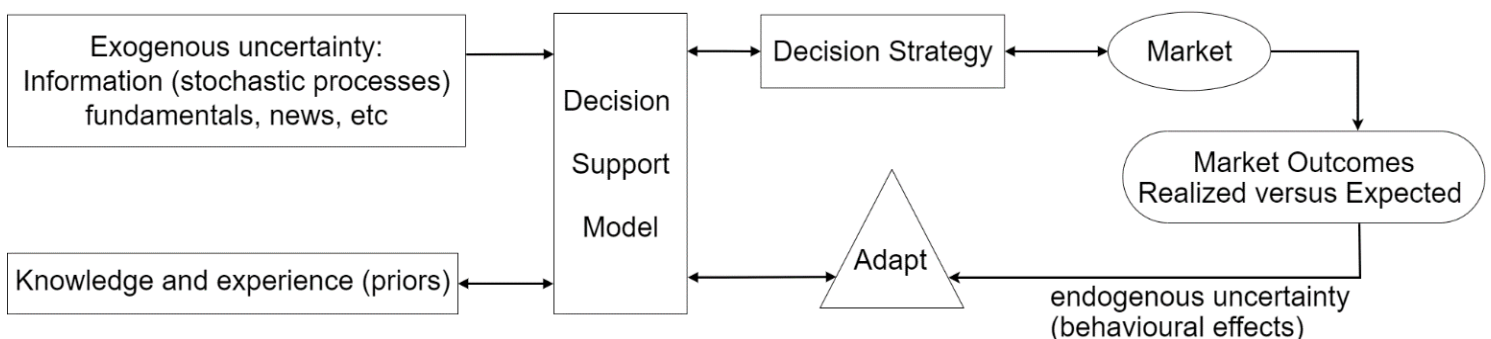 Exogenous uncertainty:
Information (stochastic processes)
fundamentals, news, etc
Decision
Support
Model
Decision Strategy
Market
Market Outcomes
Realized versus Expected
Knowledge and experience (priors)
Adapt
endogenous uncertainty
(behavioural effects)